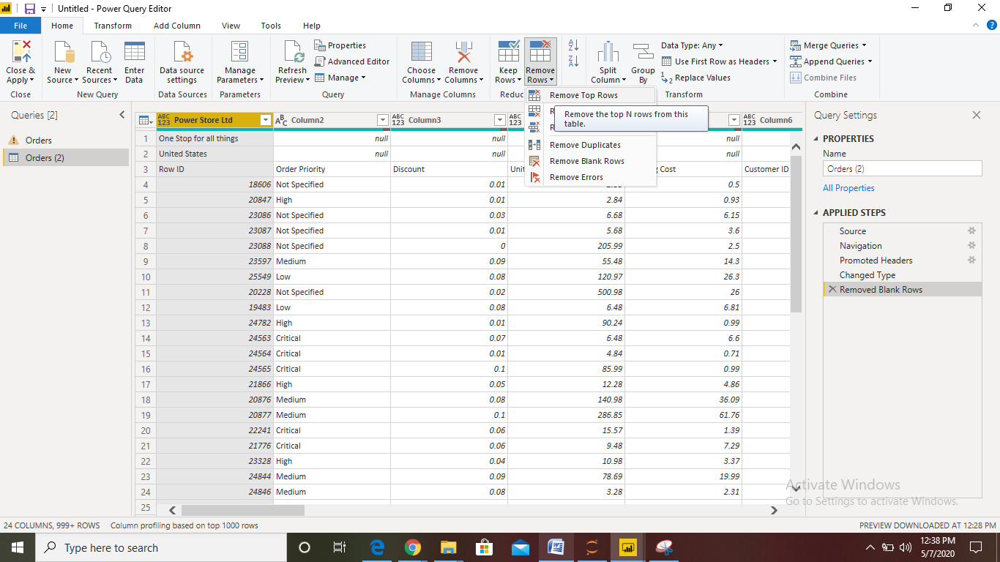 Untitled - Power Query Editor
File Home Transform Add Column View Tools Help
Close & Apply
Close
New Source
Recent Sources
Enter Data
New Query
Data source settings
Data Sources
Manage Parameters
Parameters
Refresh Preview
Properties
Advanced Editor
Manage
Query
Choose Columns
Remove Columns
Manage Columns
Keep Rows
Remove Rows
Reduc
A Z
Z A
Split Column
Group By
Data Type: Any
Use First Row as Headers
1 2 Replace Values
Transform
Merge Queries
Append Queries
Combine Files
Combine
Remove Top Rows
R
R
Remove the top N rows from this
table.
Remove Duplicates
Remove Blank Rows
Remove Errors
Queries [2]
Orders
Orders (2)
ABC 123 Power Store Ltd ABC Column2 ABC 123 Column3 ABC 123 ABC 123 Column6
1 One Stop for all things null null null
2 United States null null null
3 Row ID Order Priority Discount Unit Cost Customer ID
4 18606 Not Specified 0.01 0.5
5 20847 High 0.01 2.84 0.93
6 23086 Not Specified 0.03 6.68 6.15
7 23087 Not Specified 0.01 5.68 3.6
8 23088 Not Specified 0 205.99 2.5
9 23597 Medium 0.09 55.48 14.3
10 25549 Low 0.08 120.97 26.3
11 20228 Not Specified 0.02 500.98 26
12 19483 Low 0.08 6.48 6.81
13 24782 High 0.01 90.24 0.99
14 24563 Critical 0.07 6.48 6.6
15 24564 Critical 0.01 4.84 0.71
16 24565 Critical 0.1 85.99 0.99
17 21866 High 0.05 12.28 4.86
18 20876 Medium 0.08 140.98 36.09
19 20877 Medium 0.1 286.85 61.76
20 22241 Critical 0.06 15.57 1.39
21 21776 Critical 0.06 9.48 7.29
22 23328 High 0.04 10.98 3.37
23 24844 Medium 0.09 78.69 19.99
24 24846 Medium 0.08 3.28 2.31
25
Query Settings
PROPERTIES
Name
Orders (2)
All Properties
APPLIED STEPS
Source
Navigation
Promoted Headers
Changed Type
Removed Blank Rows
Activate Windows
Go to Settings to activate Windows.
24 COLUMNS, 999+ ROWS Column profiling based on top 1000 rows PREVIEW DOWNLOADED AT 12:28 PM
Type here to search
12:38 PM
5/7/2020